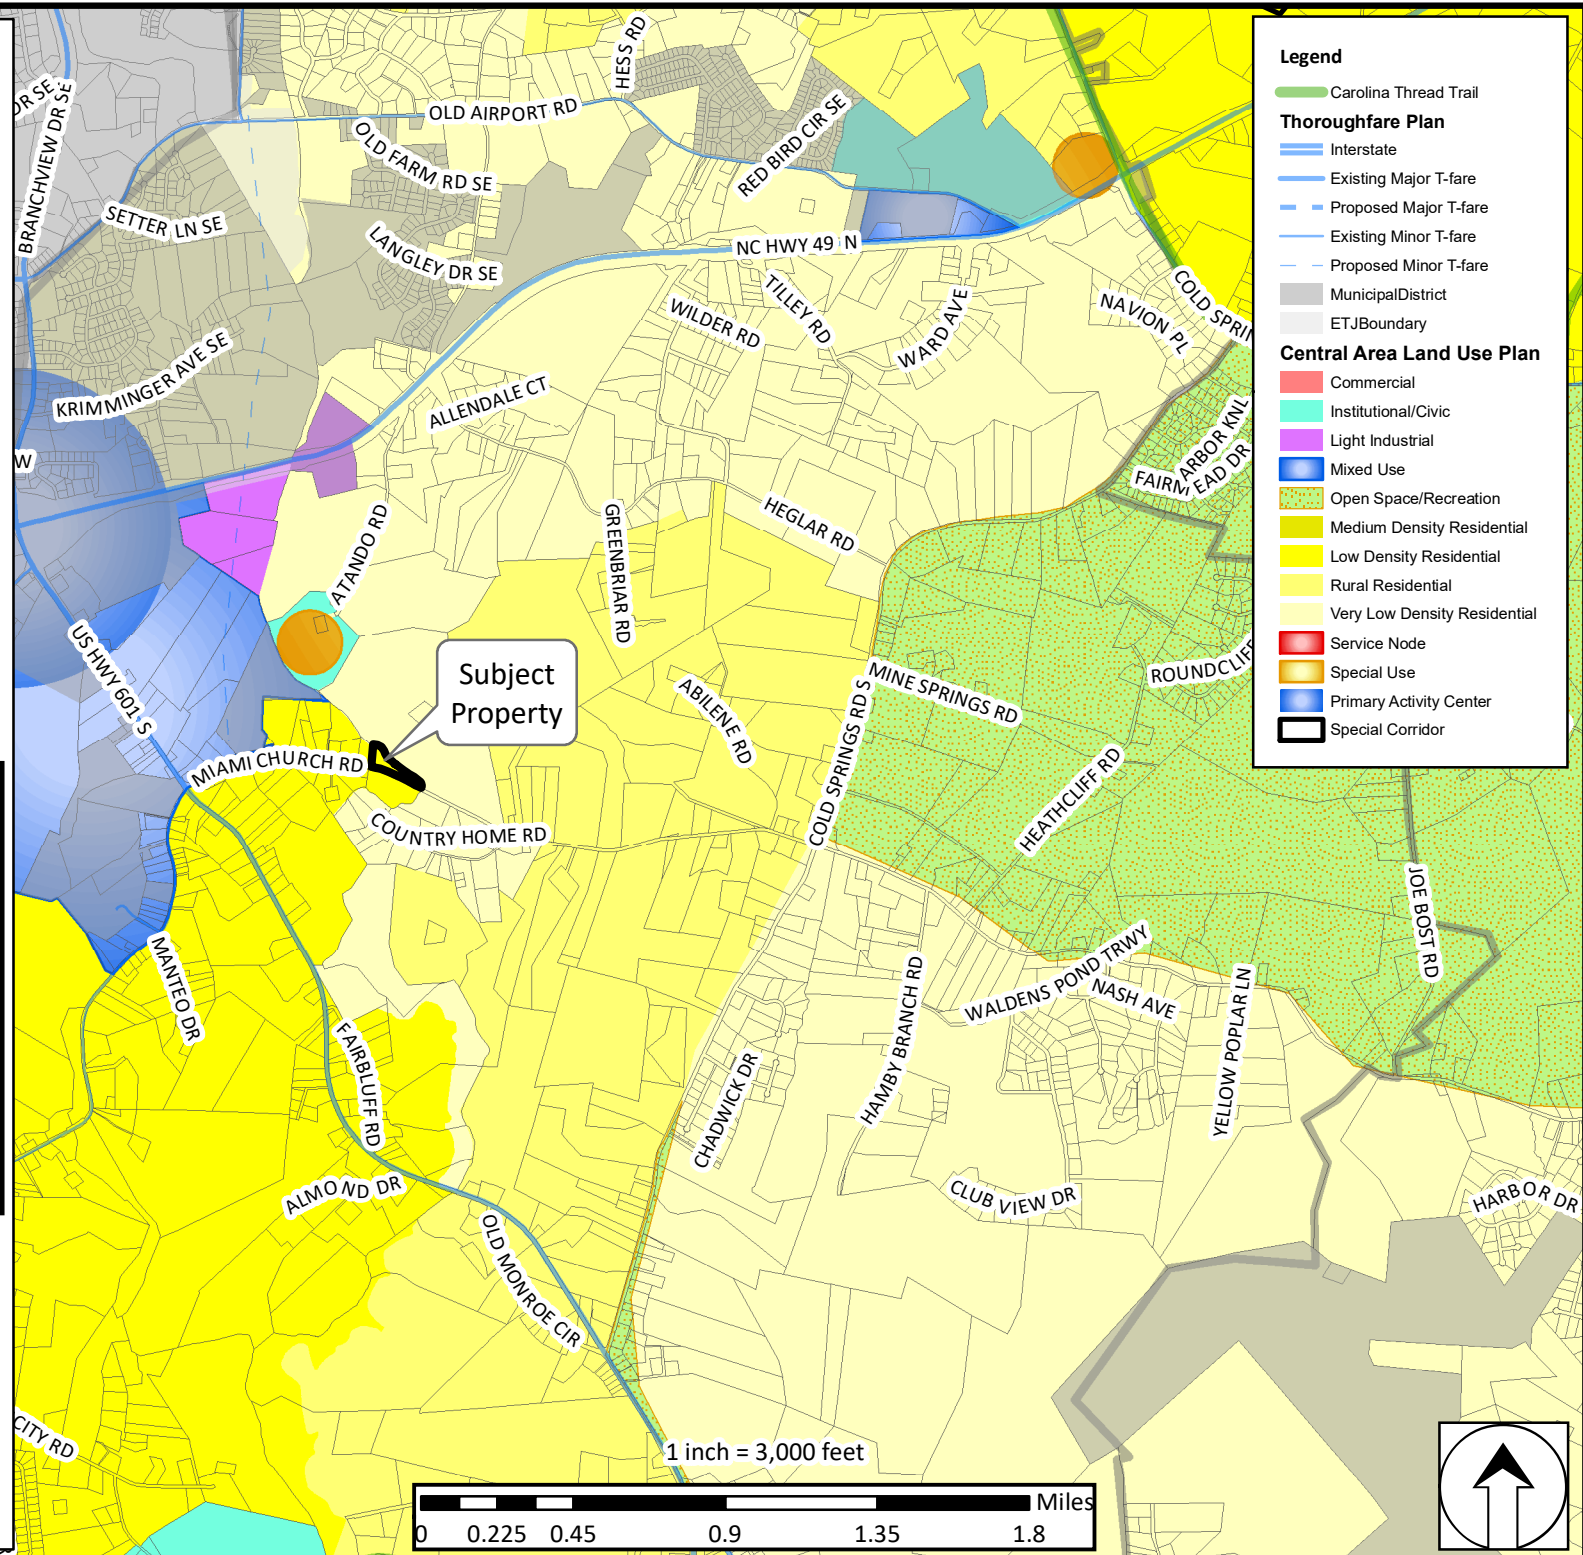 HESS RD
OLD AIRPORT RD
DR SE
BRANCHVIEW DR SE
OLD FARM RD SE
RED BIRD CIR SE
SETTER LN SE
LANGLEY DR SE
NC HWY 49 N
TILLEY RD
WILDER RD
WARD AVE
NAVION PL
COLD SPRIN
KRIMMINGER AVE SE
ALLENDALE CT
W
ARBOR KNL
FAIRMEAD DR
HEGLAR RD
GREENBRIAR RD
ATANDO RD
US HWY 601 S
Subject
Property
ABILENE RD
MINE SPRINGS RD
ROUNDCLIFF
COLD SPRINGS RD S
HEATHCLIFF RD
MIAMI CHURCH RD
COUNTRY HOME RD
JOE BOST RD
MANTEO DR
WALDENS POND TRWY
NASH AVE
HAMBY BRANCH RD
YELLOW POPLAR LN
FAIRBLUFF RD
CHADWICK DR
ALMOND DR
CLUB VIEW DR
HARBOR DR
OLD MONROE CIR
CITY RD
Legend
Carolina Thread Trail
Thoroughfare Plan
Interstate
Existing Major T-fare
Proposed Major T-fare
Existing Minor T-fare
Proposed Minor T-fare
MunicipalDistrict
ETJBoundary
Central Area Land Use Plan
Commercial
Institutional/Civic
Light Industrial
Mixed Use
Open Space/Recreation
Medium Density Residential
Low Density Residential
Rural Residential
Very Low Density Residential
Service Node
Special Use
Primary Activity Center
Special Corridor
1 inch = 3,000 feet
Miles
0 0.225 0.45 0.9 1.35 1.8